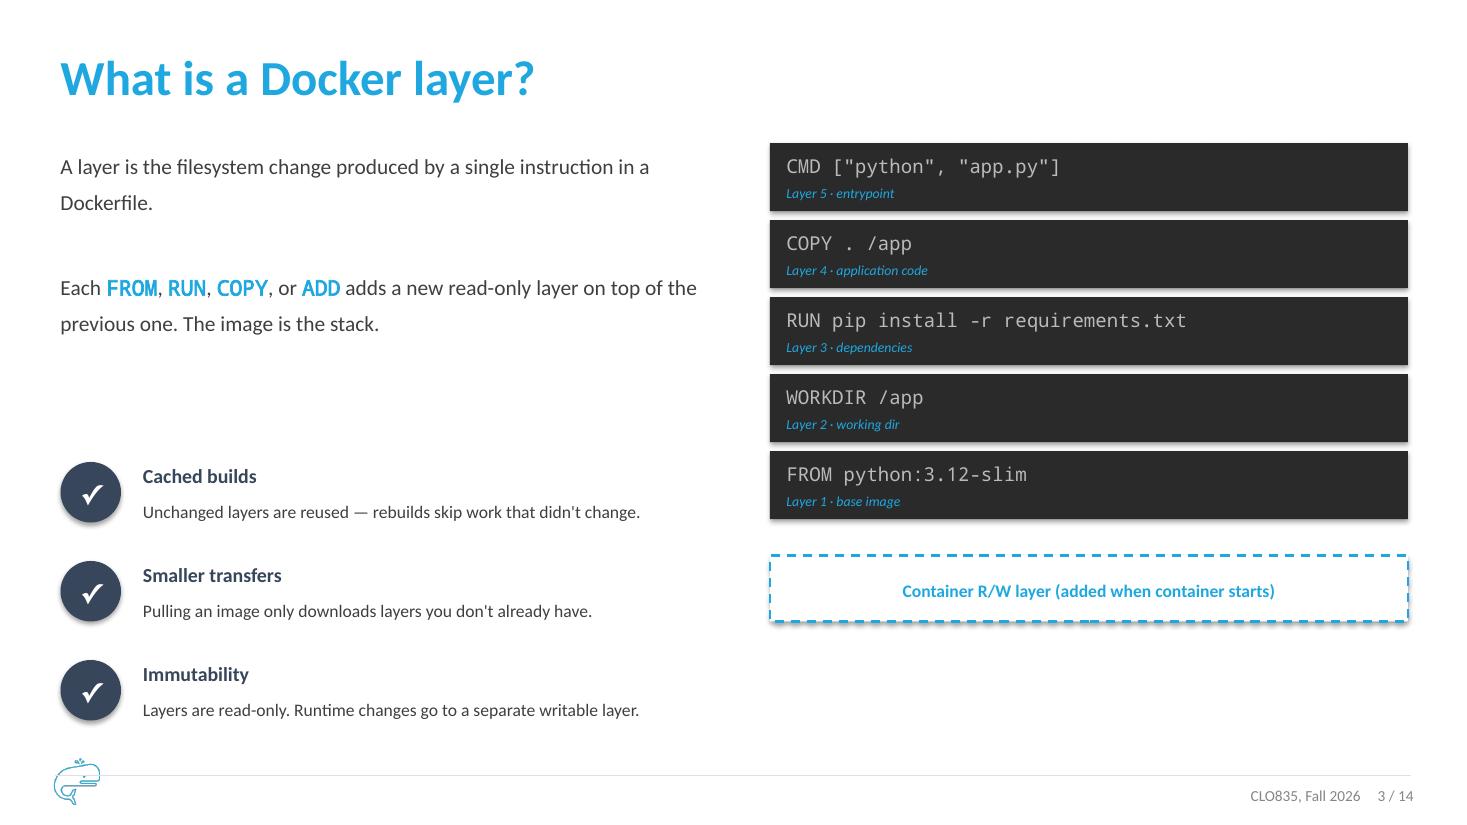 What is a Docker layer?
A layer is the filesystem change produced by a single instruction in a
Dockerfile.
Each FROM, RUN, COPY, or ADD adds a new read-only layer on top of the
previous one. The image is the stack.
✓
Cached builds
Unchanged layers are reused — rebuilds skip work that didn't change.
✓
Smaller transfers
Pulling an image only downloads layers you don't already have.
✓
Immutability
Layers are read-only. Runtime changes go to a separate writable layer.
CMD ["python", "app.py"]
Layer 5 · entrypoint
COPY . /app
Layer 4 · application code
RUN pip install -r requirements.txt
Layer 3 · dependencies
WORKDIR /app
Layer 2 · working dir
FROM python:3.12-slim
Layer 1 · base image
Container R/W layer (added when container starts)
CLO835, Fall 2026 3 / 14